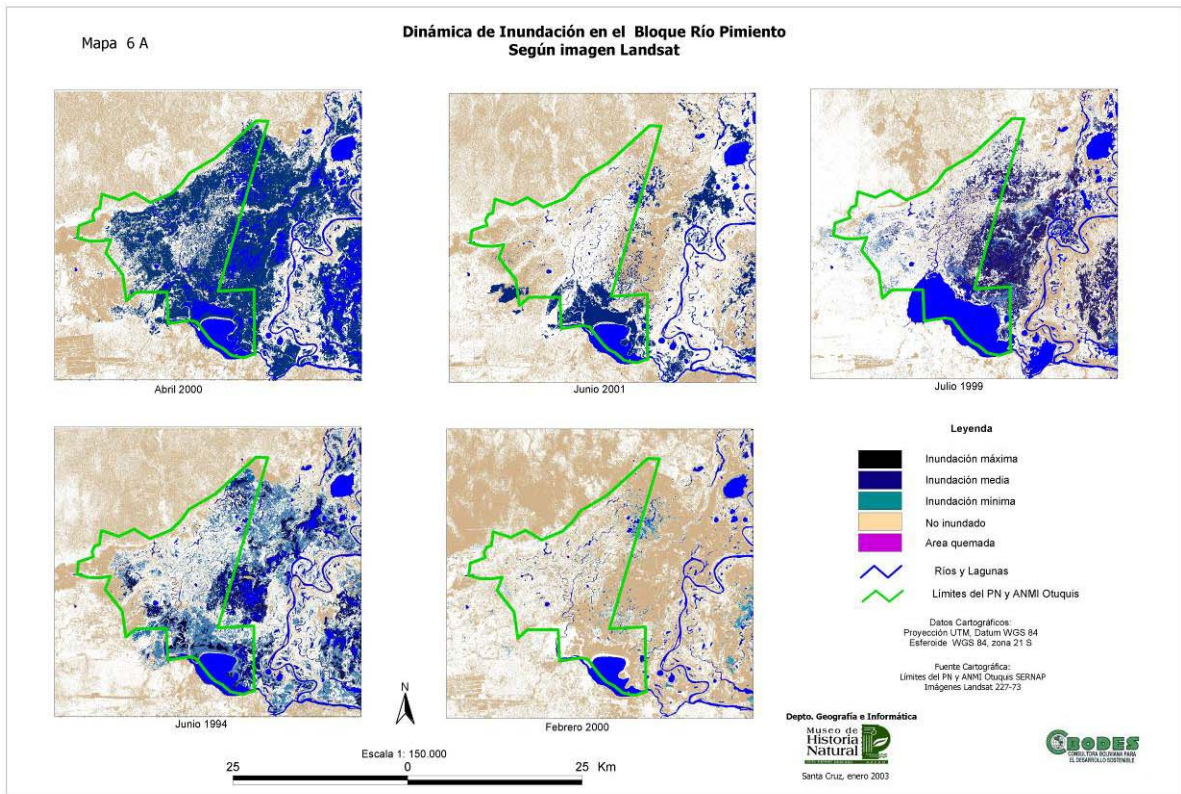 Mapa 6 A
Dinámica de Inundación en el Bloque Río Pimiento
Según imagen Landsat
Abril 2000
Junio 2001
Julio 1999
Junio 1994
Febrero 2000
Leyenda
Inundación máxima
Inundación media
Inundación mínima
No inundado
Area quemada
Ríos y Lagunas
Límites del PN y ANMI Otuquis
Datos Cartográficos:
Proyección UTM, Datum WGS 84
Esferoide WGS 84, zona 21 S
Fuente Cartográfica:
Límites del PN y ANMI Otuquis SERNAP
Imágenes Landsat 227-73
N
Escala 1: 150.000
25 0 25 Km
Depto. Geografía e Informática
Museo de
Historia
Natural
Santa Cruz, enero 2003
BODES
CONSULTORA BOLIVIANA PARA
EL DESARROLLO SOSTENIBLE